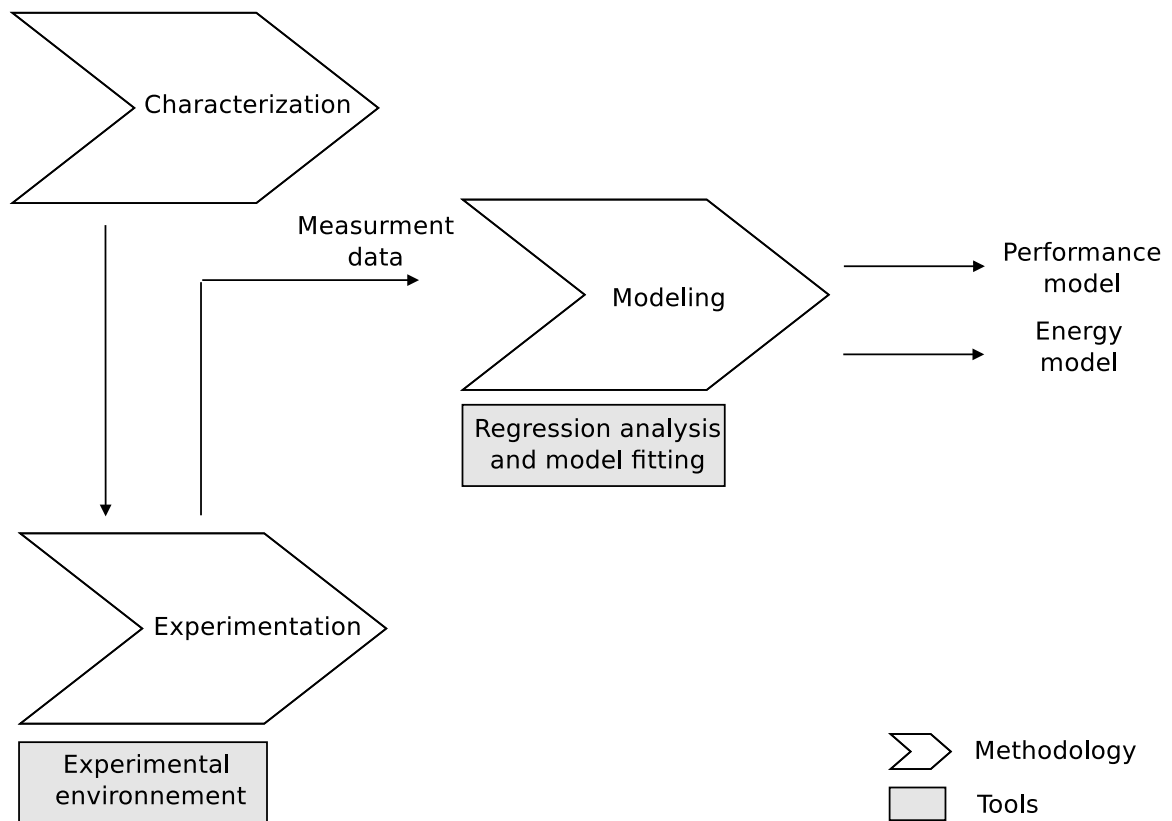 Characterization
Measurment
data
Modeling
Performance
model
Energy
model
Regression analysis
and model fitting
Experimentation
Experimental
environnement
Methodology
Tools